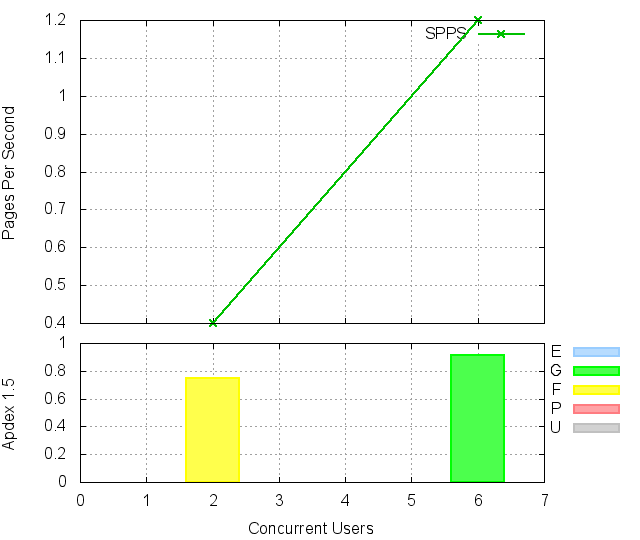 1.2
SPPS
1.1
1
0.9
0.8
0.7
0.6
0.5
0.4
Pages Per Second
1
0.8
0.6
0.4
0.2
0
Apdex 1.5
E
G
F
P
U
0 1 2 3 4 5 6 7
Concurrent Users